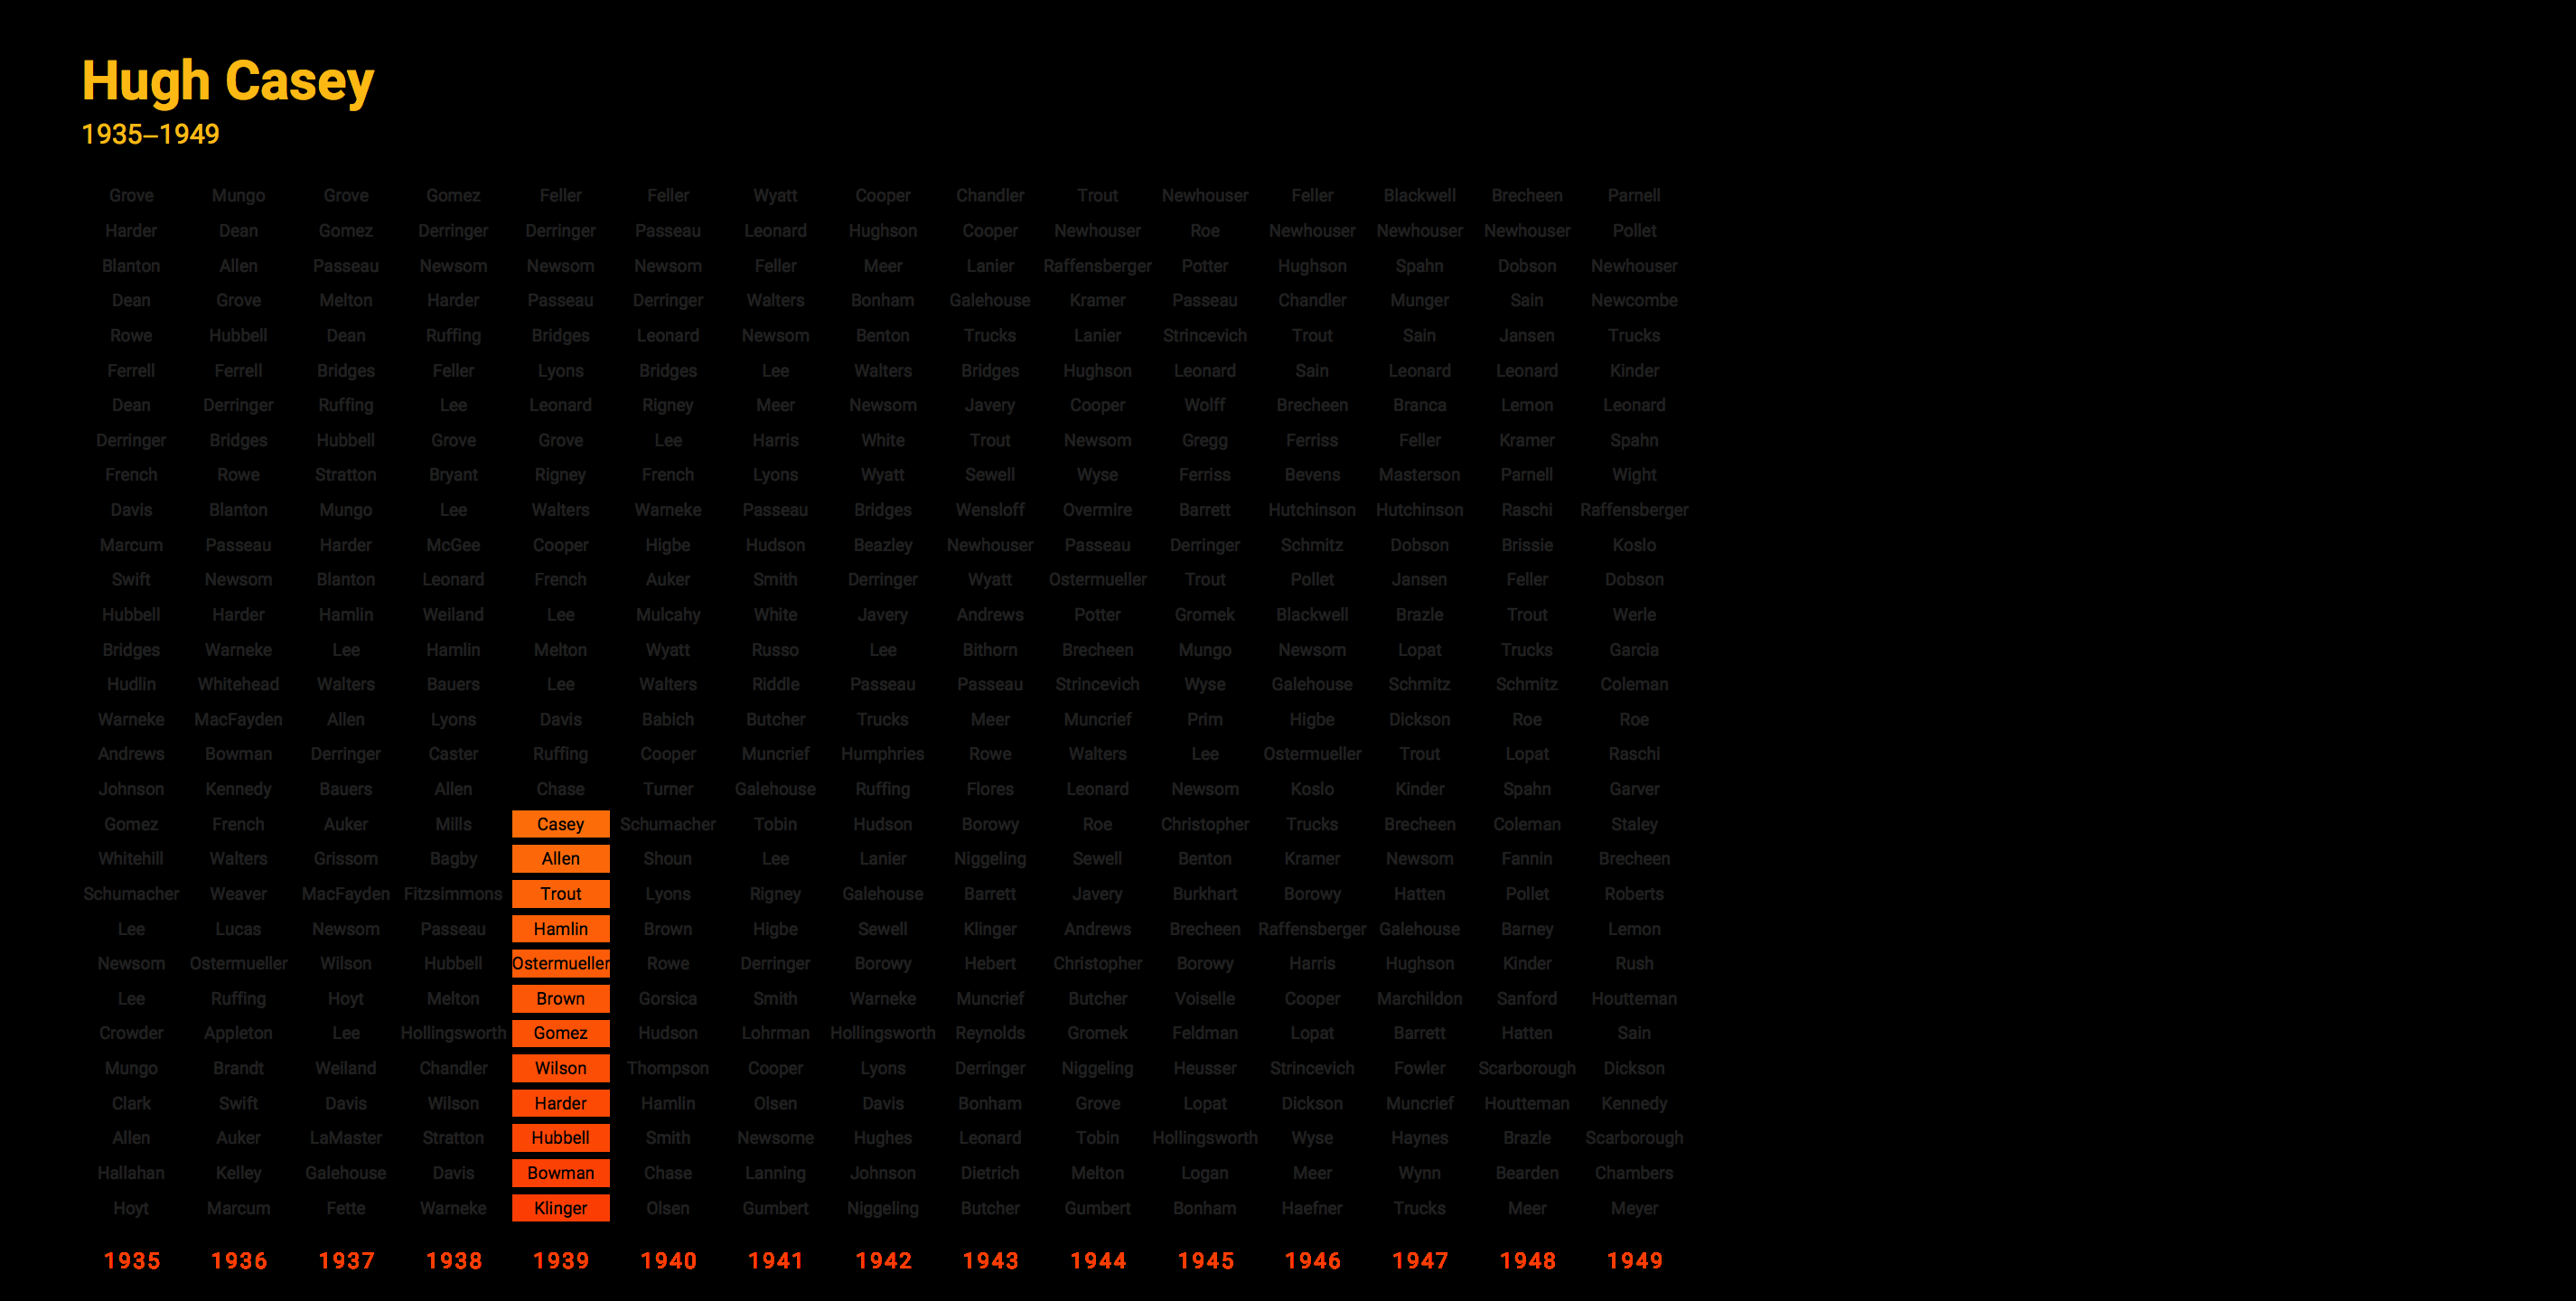 Hugh Casey
1935–1949
Grove Mungo Grove Gomez Feller Feller Wyatt Cooper Chandler Trout Newhouser Feller Blackwell Brecheen Parnell
Harder Dean Gomez Derringer Derringer Passeau Leonard Hughson Cooper Newhouser Roe Newhouser Newhouser Newhouser Pollet
Blanton Allen Passeau Newsom Newsom Newsom Feller Meer Lanier Raffensberger Potter Hughson Spahn Dobson Newhouser
Dean Grove Melton Harder Passeau Derringer Walters Bonham Galehouse Kramer Passeau Chandler Munger Sain Newcombe
Rowe Hubbell Dean Ruffing Bridges Leonard Newsom Benton Trucks Lanier Strincevich Trout Sain Jansen Trucks
Ferrell Ferrell Bridges Feller Lyons Bridges Lee Walters Bridges Hughson Leonard Sain Leonard Leonard Kinder
Dean Derringer Ruffing Lee Leonard Rigney Meer Newsom Javery Cooper Wolff Brecheen Branca Lemon Leonard
Derringer Bridges Hubbell Grove Grove Lee Harris White Trout Newsom Gregg Ferriss Feller Kramer Spahn
French Rowe Stratton Bryant Rigney French Lyons Wyatt Sewell Wyse Ferriss Bevens Masterson Parnell Wight
Davis Blanton Mungo Lee Walters Warneke Passeau Bridges Wensloff Overmire Barrett Hutchinson Hutchinson Raschi Raffensberger
Marcum Passeau Harder McGee Cooper Higbe Hudson Beazley Newhouser Passeau Derringer Schmitz Dobson Brissie Koslo
Swift Newsom Blanton Leonard French Auker Smith Derringer Wyatt Ostermueller Trout Pollet Jansen Feller Dobson
Hubbell Harder Hamlin Weiland Lee Mulcahy White Javery Andrews Potter Gromek Blackwell Brazle Trout Werle
Bridges Warneke Lee Hamlin Melton Wyatt Russo Lee Bithorn Brecheen Mungo Newsom Lopat Trucks Garcia
Hudlin Whitehead Walters Bauers Lee Walters Riddle Passeau Passeau Strincevich Wyse Galehouse Schmitz Schmitz Coleman
Warneke MacFayden Allen Lyons Davis Babich Butcher Trucks Meer Muncrief Prim Higbe Dickson Roe Roe
Andrews Bowman Derringer Caster Ruffing Cooper Muncrief Humphries Rowe Walters Lee Ostermueller Trout Lopat Raschi
Johnson Kennedy Bauers Allen Chase Turner Galehouse Ruffing Flores Leonard Newsom Koslo Kinder Spahn Garver
Gomez French Auker Mills Casey Schumacher Tobin Hudson Borowy Roe Christopher Trucks Brecheen Coleman Staley
Whitehill Walters Grissom Bagby Allen Shoun Lee Lanier Niggeling Sewell Benton Kramer Newsom Fannin Brecheen
Schumacher Weaver MacFayden Fitzsimmons Trout Lyons Rigney Galehouse Barrett Javery Burkhart Borowy Hatten Pollet Roberts
Lee Lucas Newsom Passeau Hamlin Brown Higbe Sewell Klinger Andrews Brecheen Raffensberger Galehouse Barney Lemon
Newsom Ostermueller Wilson Hubbell Ostermueller Rowe Derringer Borowy Hebert Christopher Borowy Harris Hughson Kinder Rush
Lee Ruffing Hoyt Melton Brown Gorsica Smith Warneke Muncrief Butcher Voiselle Cooper Marchildon Sanford Houtteman
Crowder Appleton Lee Hollingsworth Gomez Hudson Lohrman Hollingsworth Reynolds Gromek Feldman Lopat Barrett Hatten Sain
Mungo Brandt Weiland Chandler Wilson Thompson Cooper Lyons Derringer Niggeling Heusser Strincevich Fowler Scarborough Dickson
Clark Swift Davis Wilson Harder Hamlin Olsen Davis Bonham Grove Lopat Dickson Muncrief Houtteman Kennedy
Allen Auker LaMaster Stratton Hubbell Smith Newsome Hughes Leonard Tobin Hollingsworth Wyse Haynes Brazle Scarborough
Hallahan Kelley Galehouse Davis Bowman Chase Lanning Johnson Dietrich Melton Logan Meer Wynn Bearden Chambers
Hoyt Marcum Fette Warneke Klinger Olsen Gumbert Niggeling Butcher Gumbert Bonham Haefner Trucks Meer Meyer
1935 1936 1937 1938 1939 1940 1941 1942 1943 1944 1945 1946 1947 1948 1949